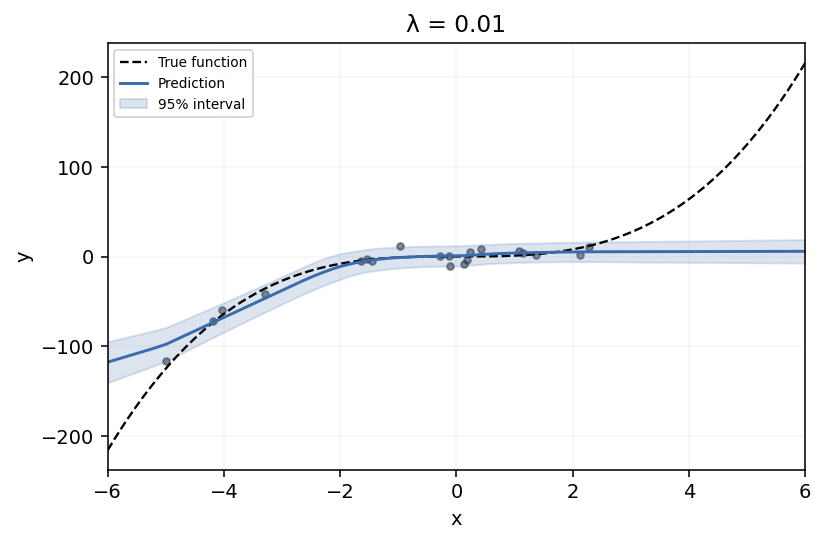 λ = 0.01
True function
Prediction
95% interval
200
100
0
−100
−200
y
−6
−4
−2
0
2
4
6
x